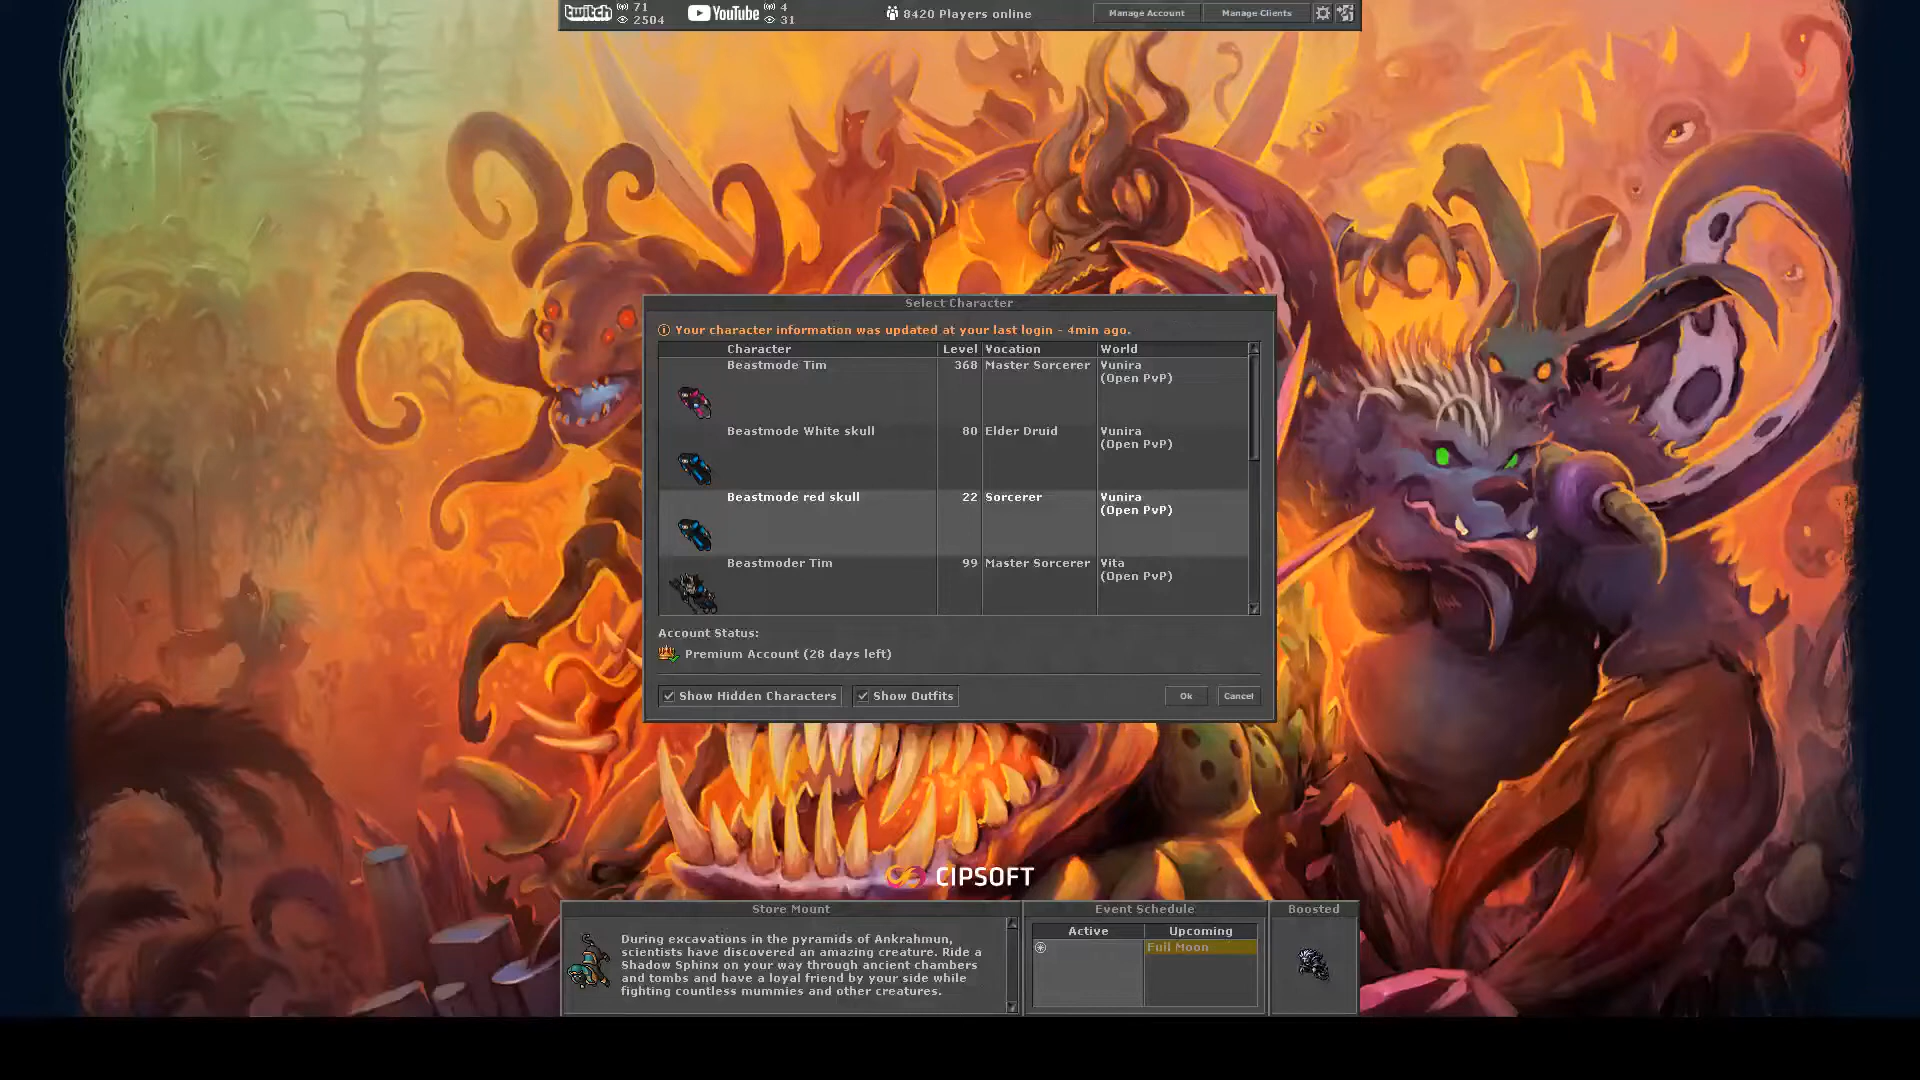 twitch 71 2504 YouTube 4 31 8420 Players online Manage Account Manage Clients
Select Character
Your character information was updated at your last login - 4min ago.
Character Level Vocation World
Beastmode Tim 368 Master Sorcerer Vunira
(Open PvP)
Beastmode White skull 80 Elder Druid Vunira
(Open PvP)
Beastmode red skull 22 Sorcerer Vunira
(Open PvP)
Beastmoder Tim 99 Master Sorcerer Vita
(Open PvP)
Account Status:
Premium Account (28 days left)
Show Hidden Characters Show Outfits Ok Cancel
CIPSOFT
Store Mount
During excavations in the pyramids of Ankrahmun,
scientists have discovered an amazing creature. Ride a
Shadow Sphinx on your way through ancient chambers
and tombs and have a loyal friend by your side while
fighting countless mummies and other creatures.
Event Schedule
Active Upcoming
Full Moon
Boosted